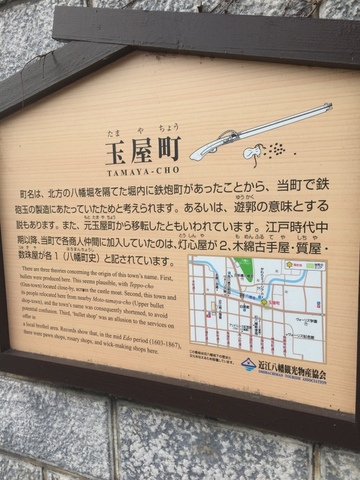 たま や ちょう
玉屋町
TAMAYA-CHO
町名は、北方の八幡堀を隔てた堀内に鉄炮町があったことから、当町で鉄
砲玉の製造にあたっていたためと考えられます。あるいは、遊郭の意味とする
説もあります。また、元玉屋町から移転したともいわれています。江戸時代中
期以降、当町で各商人仲間に加入していたのは、灯心屋が2、木綿古手屋・質屋・
数珠屋が各1（八幡町史）と記されています。
There are three theories concerning the origin of this town's name. First,
bullets were produced here. This seems plausible, with Teppo-cho
(Gun-town) located close-by, across the castle moat. Second, this town and
its people relocated here from nearby Moto-tamaya-cho (Upper bullet
shop-town), and the town's name was consequently shortened, to avoid
potential confusion. Third, "bullet shop" was an allusion to the services on
offer in
a local brothel area. Records show that, in the mid Edo period (1603-1867),
there were pawn shops, rosary shops, and wick-making shops here.
近江八幡観光物産協会